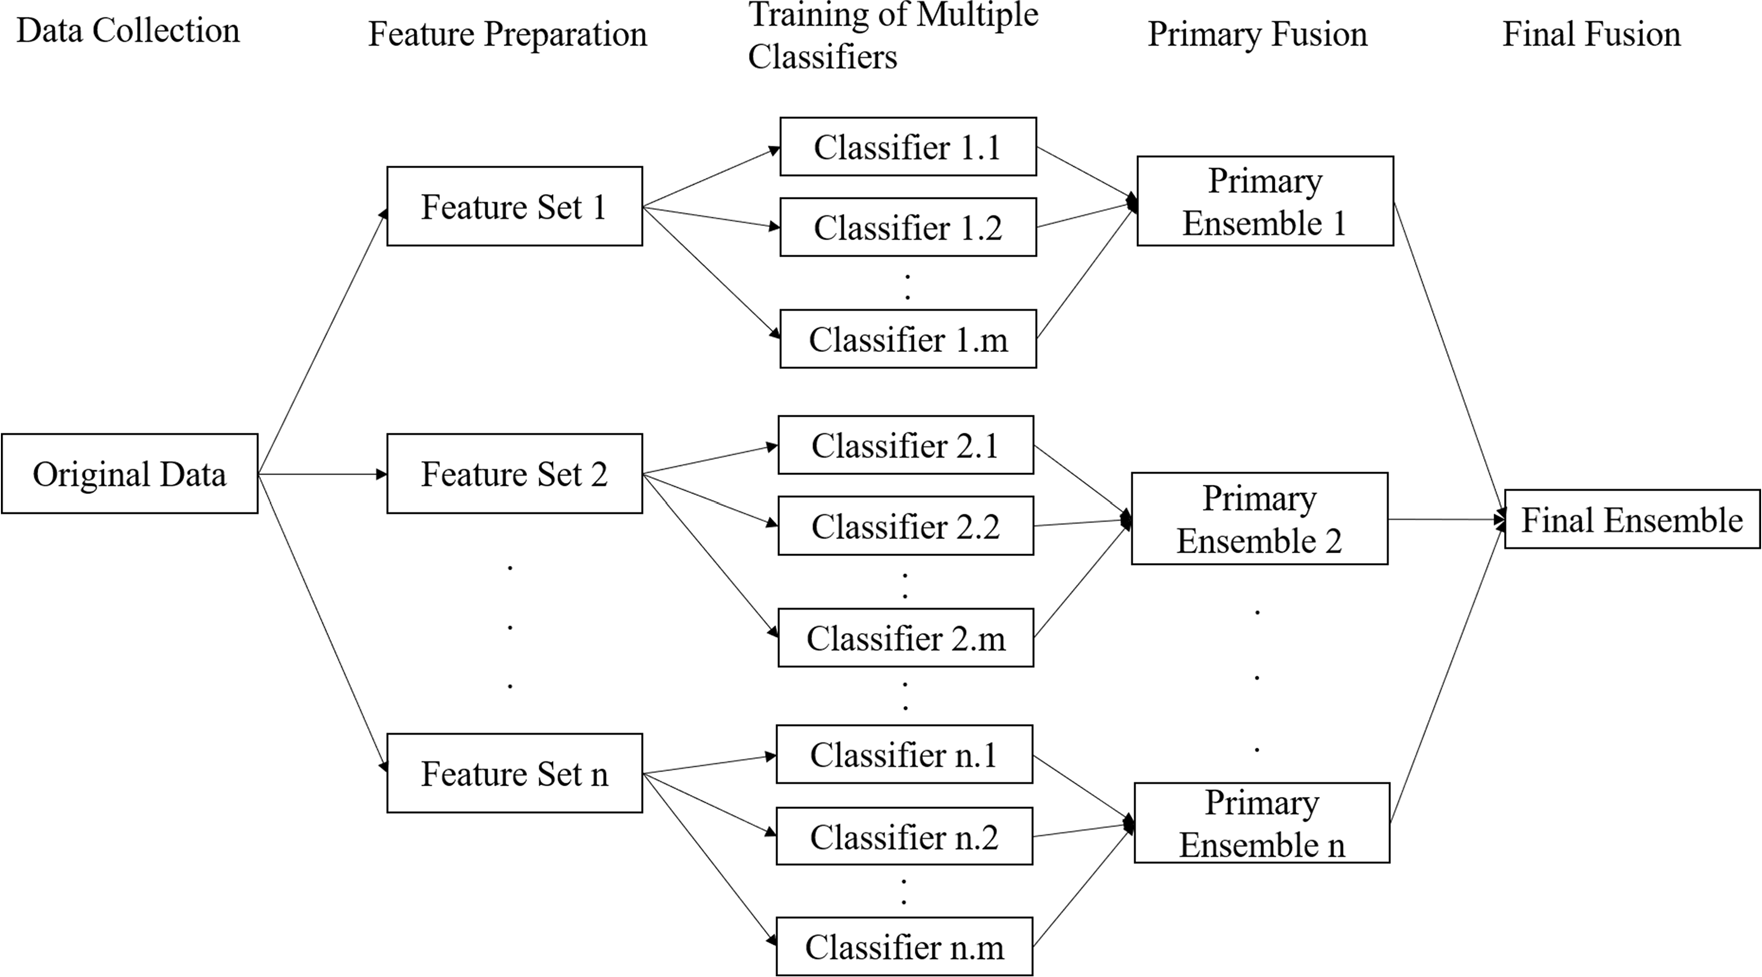 Data Collection
Feature Preparation
Training of Multiple
Classifiers
Primary Fusion
Final Fusion
Original Data
Feature Set 1
Feature Set 2
Feature Set n
Classifier 1.1
Classifier 1.2
Classifier 1.m
Classifier 2.1
Classifier 2.2
Classifier 2.m
Classifier n.1
Classifier n.2
Classifier n.m
Primary
Ensemble 1
Primary
Ensemble 2
Primary
Ensemble n
Final Ensemble